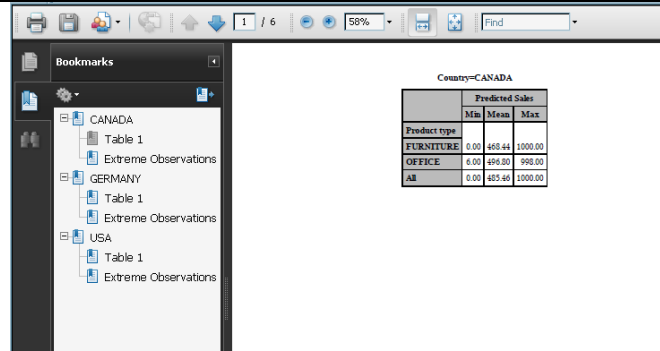 1 / 6 58% Find
Bookmarks
CANADA
Table 1
Extreme Observations
GERMANY
Table 1
Extreme Observations
USA
Table 1
Extreme Observations
Country=CANADA
Predicted Sales
Min Mean Max
Product type
FURNITURE 0.00 468.44 1000.00
OFFICE 6.00 496.80 998.00
All 0.00 485.46 1000.00